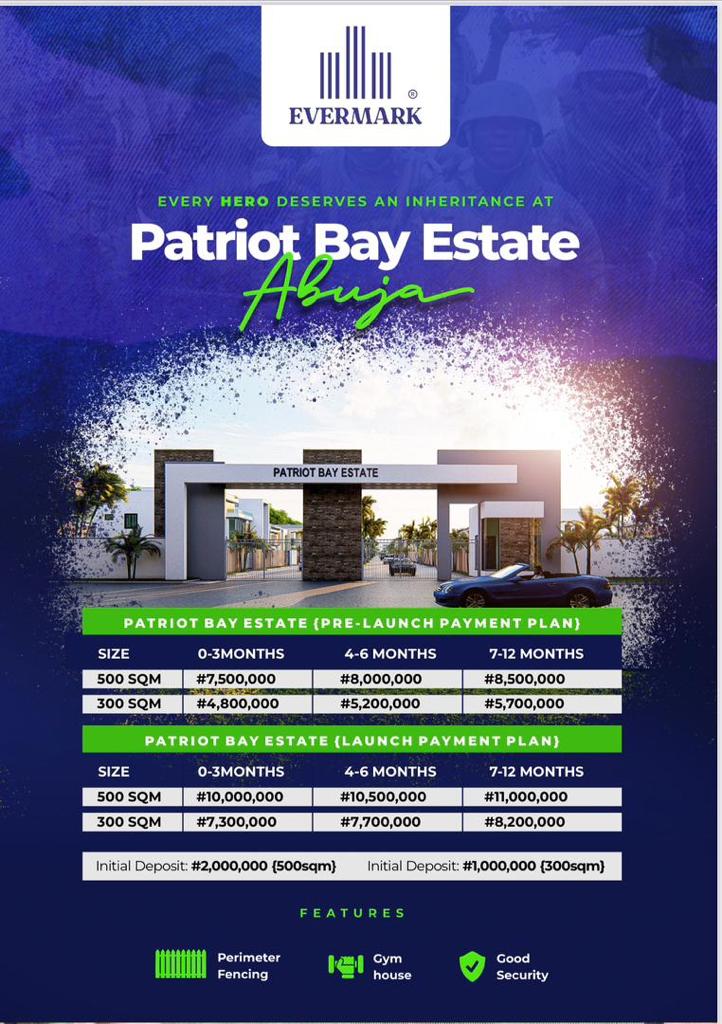 EVERMARK
®
EVERY HERO DESERVES AN INHERITANCE AT
Patriot Bay Estate
Abuja
PATRIOT BAY ESTATE
PATRIOT BAY ESTATE {PRE-LAUNCH PAYMENT PLAN}
SIZE 0-3MONTHS 4-6 MONTHS 7-12 MONTHS
500 SQM #7,500,000 #8,000,000 #8,500,000
300 SQM #4,800,000 #5,200,000 #5,700,000
PATRIOT BAY ESTATE {LAUNCH PAYMENT PLAN}
SIZE 0-3MONTHS 4-6 MONTHS 7-12 MONTHS
500 SQM #10,000,000 #10,500,000 #11,000,000
300 SQM #7,300,000 #7,700,000 #8,200,000
Initial Deposit: #2,000,000 {500sqm} Initial Deposit: #1,000,000 {300sqm}
FEATURES
Perimeter
Fencing
Gym
house
Good
Security